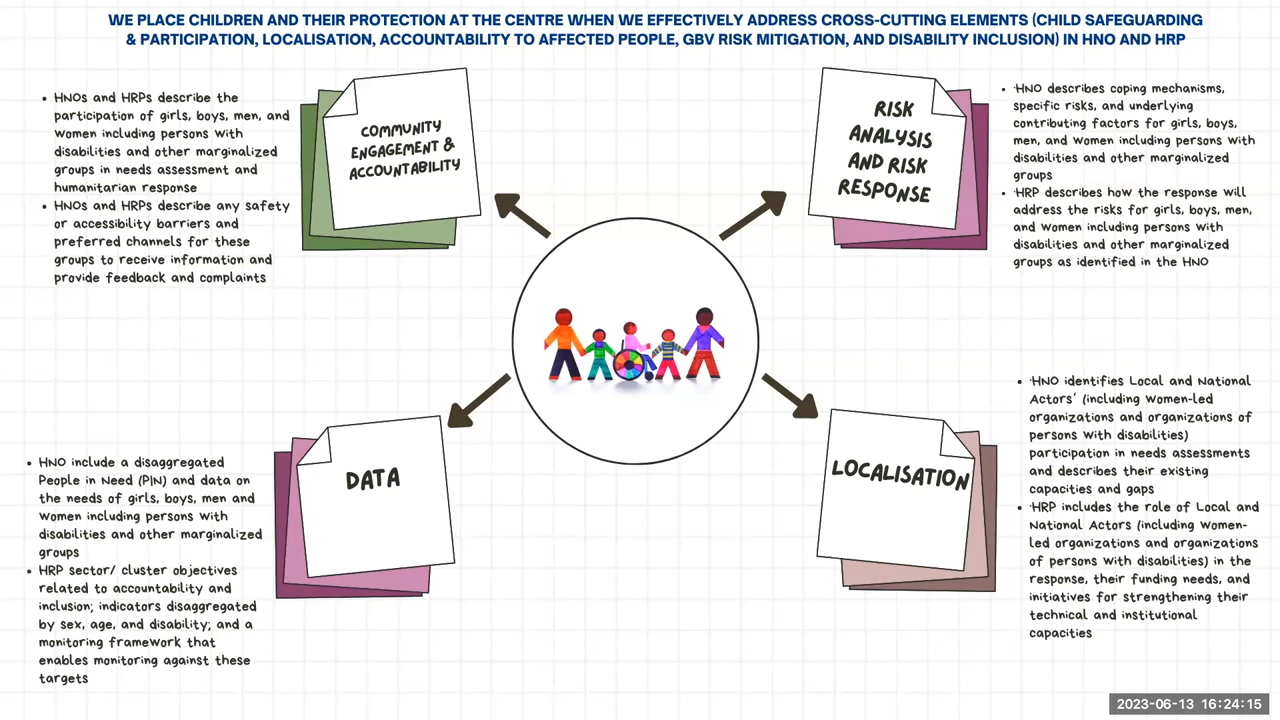 WE PLACE CHILDREN AND THEIR PROTECTION AT THE CENTRE WHEN WE EFFECTIVELY ADDRESS CROSS-CUTTING ELEMENTS (CHILD SAFEGUARDING
& PARTICIPATION, LOCALISATION, ACCOUNTABILITY TO AFFECTED PEOPLE, GBV RISK MITIGATION, AND DISABILITY INCLUSION) IN HNO AND HRP
• HNOs and HRPs describe the
participation of girls, boys, men, and
women including persons with
disabilities and other marginalized
groups in needs assessment and
humanitarian response
• HNOs and HRPs describe any safety
or accessibility barriers and
preferred channels for these
groups to receive information and
provide feedback and complaints
COMMUNITY
ENGAGEMENT &
ACCOUNTABILITY
RISK
ANALYSIS
AND RISK
RESPONSE
• HNO describes coping mechanisms,
specific risks, and underlying
contributing factors for girls, boys,
men, and women including persons with
disabilities and other marginalized
groups
• HRP describes how the response will
address the risks for girls, boys, men,
and women including persons with
disabilities and other marginalized
groups as identified in the HNO
• HNO include a disaggregated
People in Need (PIN) and data on
the needs of girls, boys, men and
women including persons with
disabilities and other marginalized
groups
• HRP sector/ cluster objectives
related to accountability and
inclusion; indicators disaggregated
by sex, age, and disability; and a
monitoring framework that
enables monitoring against these
targets
DATA
LOCALISATION
• HNO identifies Local and National
Actors' (including women-led
organizations and organizations of
persons with disabilities)
participation in needs assessments
and describes their existing
capacities and gaps
• HRP includes the role of Local and
National Actors (including women-
led organizations and organizations
of persons with disabilities) in the
response, their funding needs, and
initiatives for strengthening their
technical and institutional
capacities
2023-06-13 16:24:15